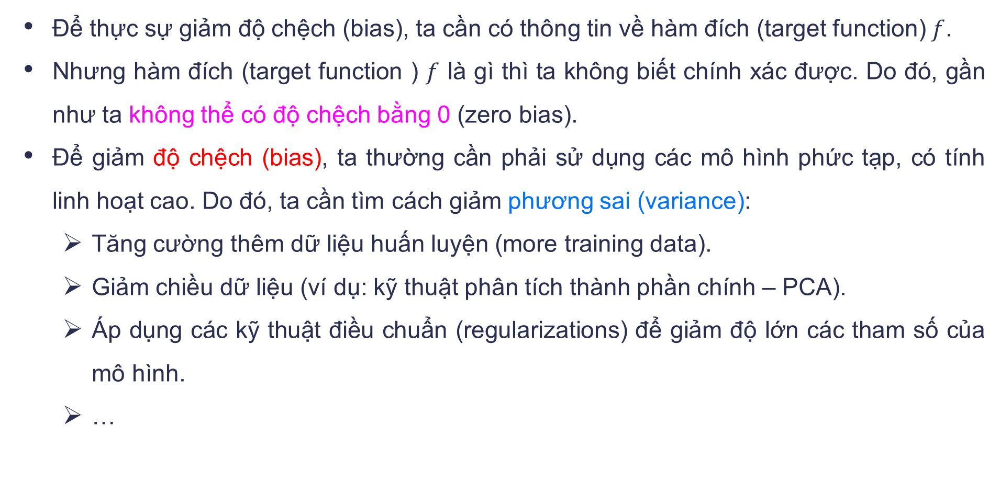 • Để thực sự giảm độ chệch (bias), ta cần có thông tin về hàm đích (target function) f.
• Nhưng hàm đích (target function ) f là gì thì ta không biết chính xác được. Do đó, gần
như ta không thể có độ chệch bằng 0 (zero bias).
• Để giảm độ chệch (bias), ta thường cần phải sử dụng các mô hình phức tạp, có tính
linh hoạt cao. Do đó, ta cần tìm cách giảm phương sai (variance):
➢ Tăng cường thêm dữ liệu huấn luyện (more training data).
➢ Giảm chiều dữ liệu (ví dụ: kỹ thuật phân tích thành phần chính – PCA).
➢ Áp dụng các kỹ thuật điều chuẩn (regularizations) để giảm độ lớn các tham số của
mô hình.
➢ …